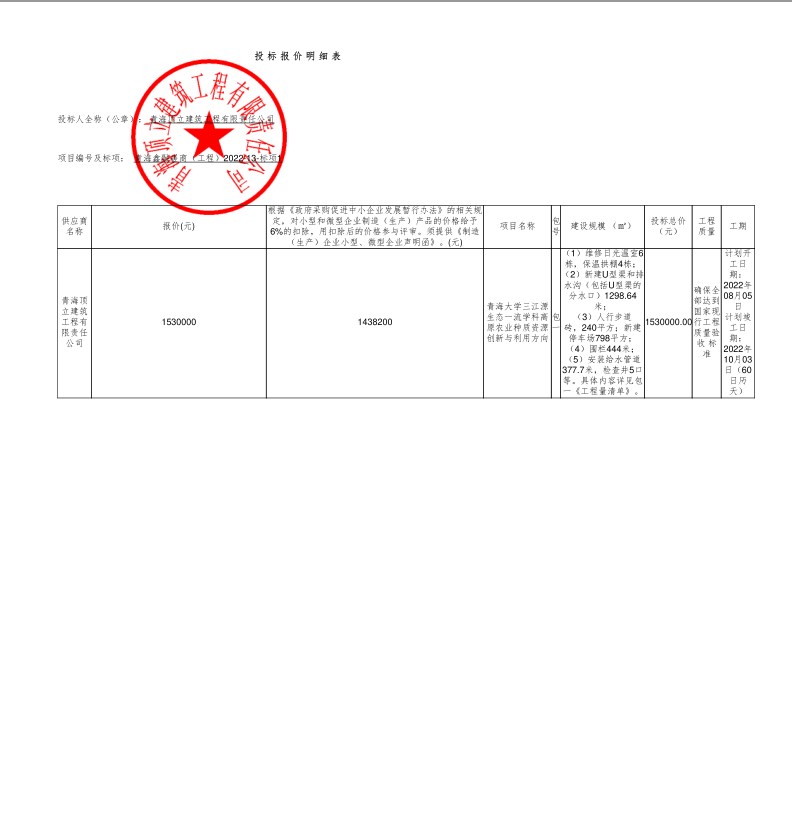 投标报价明细表
青海顶立建筑工程有限责任公司
投标人全称（公章）：青海顶立建筑工程有限责任公司
项目编号及标项： 青海鑫融磋商（工程）2022-13-标项1
供应商
名称
报价(元)
根据《政府采购促进中小企业发展暂行办法》的相关规
定，对小型和微型企业制造（生产）产品的价格给予
6%的扣除，用扣除后的价格参与评审。须提供《制造
（生产）企业小型、微型企业声明函》。(元)
项目名称
包
号
建设规模 （㎡）
投标总价
（元）
工程
质量
工期
青海顶
立建筑
工程有
限责任
公司
1530000
1438200
青海大学三江源
生态一流学科高
原农业种质资源
创新与利用方向
包
一
（1）维修日光温室6
栋，保温拱棚4栋；
（2）新建U型渠和排
水沟（包括U型渠的
分水口）1298.64
米；
（3）人行步道
砖，240平方；新建
停车场798平方；
（4）围栏444米；
（5）安装给水管道
377.7米，检查井5口
等。具体内容详见包
一《工程量清单》。
1530000.00
确保全
部达到
国家现
行工程
质量验
收 标
准
计划开
工日
期：
2022年
08月05
日
计划竣
工日
期：
2022年
10月03
日（60
日历
天）